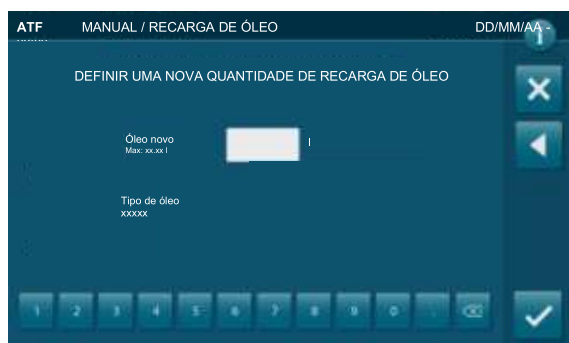 ATF MANUAL / RECARGA DE ÓLEO DD/MM/AA -
DEFINIR UMA NOVA QUANTIDADE DE RECARGA DE ÓLEO
Óleo novo
Max: xx.xx l
l
Tipo de óleo
xxxxx
1 2 3 4 5 6 7 8 9 0 .